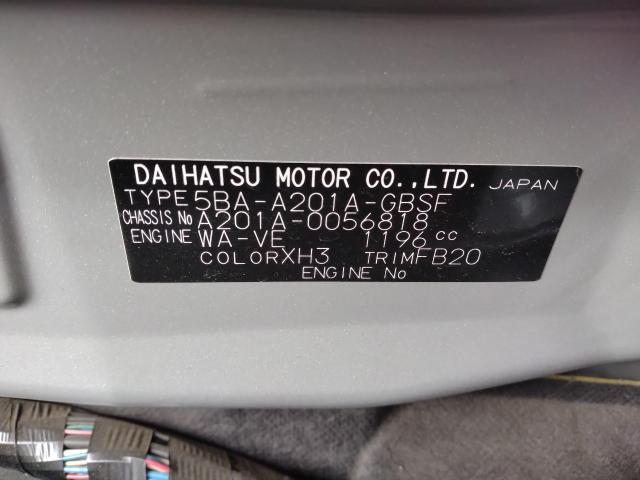 DAIHATSU MOTOR CO.,LTD. JAPAN
TYPE 5BA-A201A-GBSF
CHASSIS No A201A-0056818
ENGINE WA-VE 1196 cc
COLOR XH3 TRIM FB20
ENGINE No